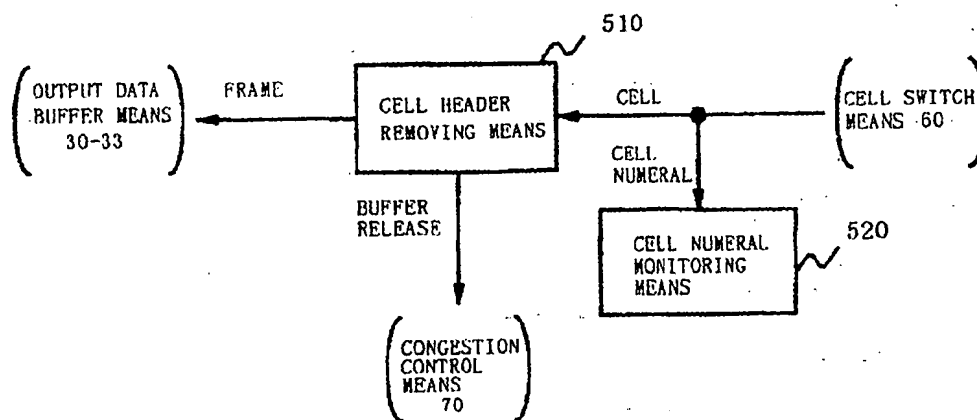 510
OUTPUT DATA
BUFFER MEANS
30-33
FRAME
CELL HEADER
REMOVING MEANS
CELL
CELL SWITCH
MEANS 60
CELL
NUMERAL
BUFFER
RELEASE
520
CELL NUMERAL
MONITORING
MEANS
CONGESTION
CONTROL
MEANS
70